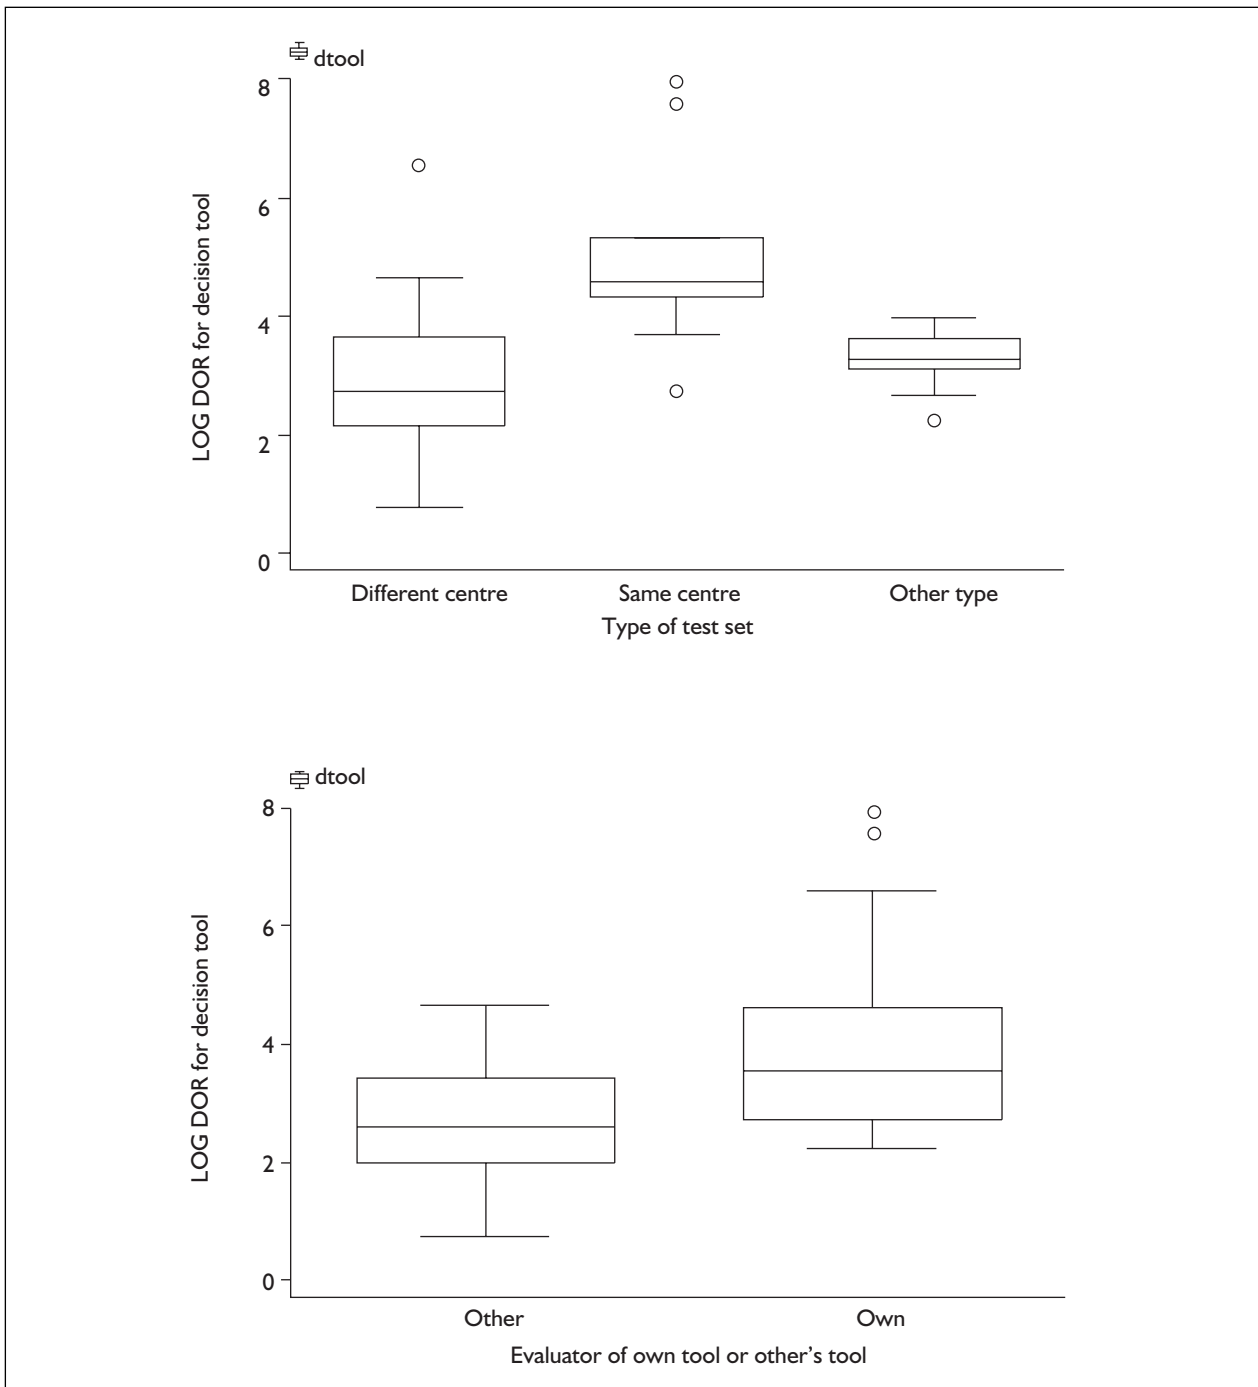 dtool
8
6
4
2
0
LOG DOR for decision tool
Different centre Same centre Other type
Type of test set
dtool
8
6
4
2
0
LOG DOR for decision tool
Other Own
Evaluator of own tool or other’s tool